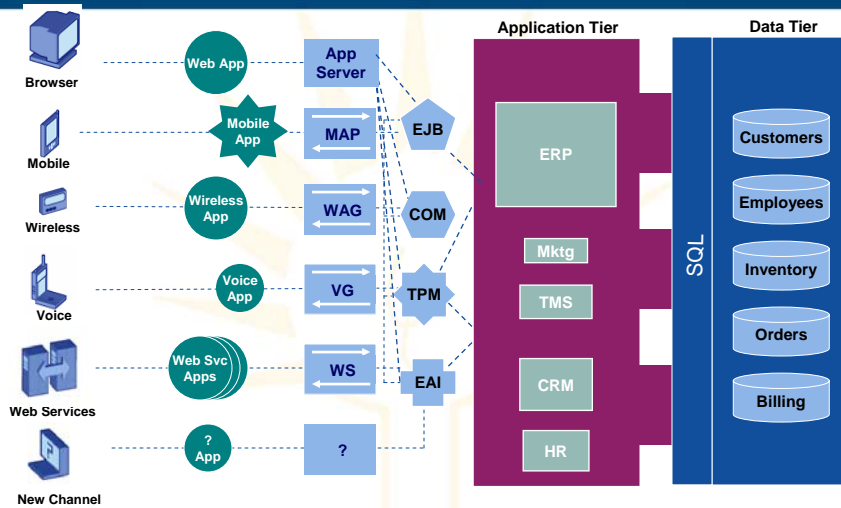 Application Tier
Data Tier
Browser
Web App
App
Server
Mobile
Mobile
App
MAP
EJB
Wireless
Wireless
App
WAG
COM
Voice
Voice
App
VG
TPM
Web Services
Web Svc
Apps
WS
EAI
New Channel
?
App
?
ERP
Mktg
TMS
CRM
HR
SQL
Customers
Employees
Inventory
Orders
Billing